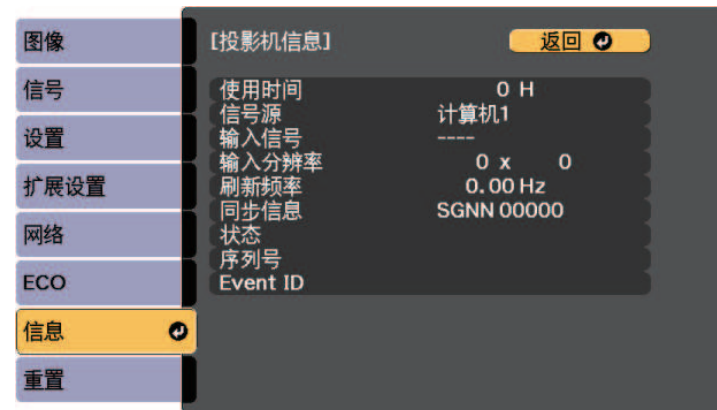 图像
信号
设置
扩展设置
网络
ECO
信息
重置
[投影机信息]
返回
使用时间 0 H
信号源 计算机1
输入信号 ----
输入分辨率 0 x 0
刷新频率 0.00 Hz
同步信息 SGNN 00000
状态
序列号
Event ID